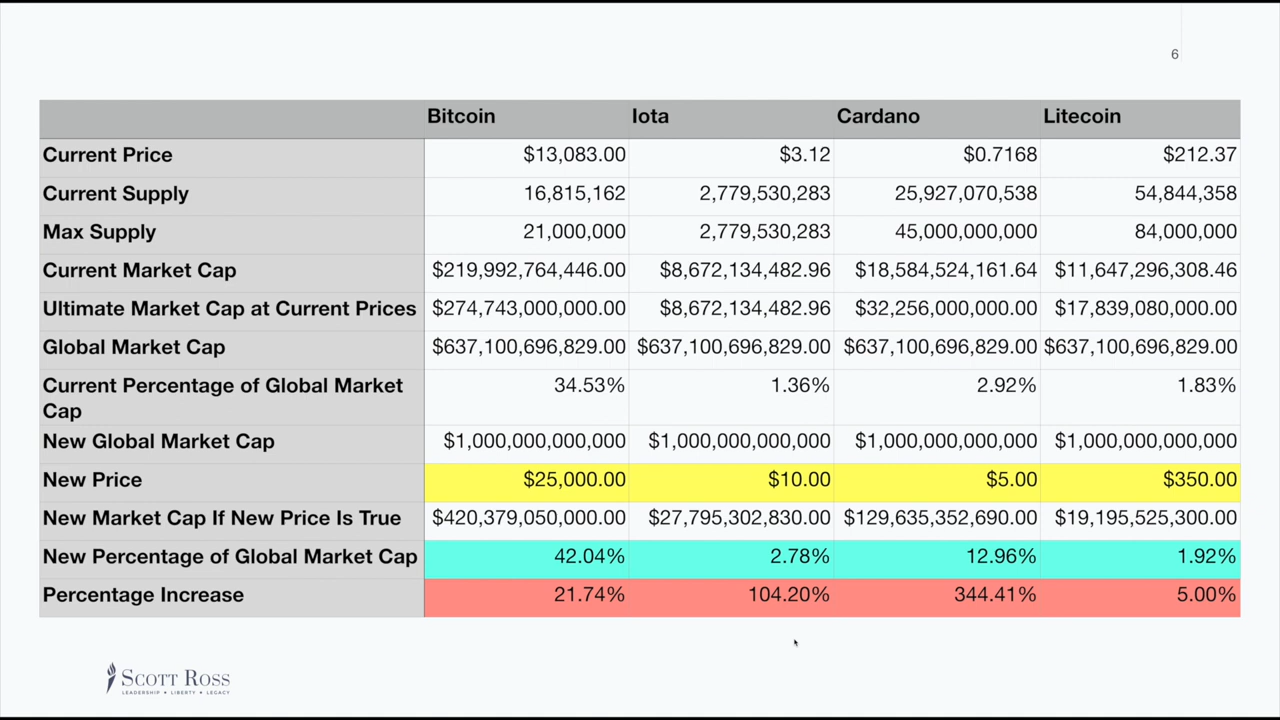 6
Bitcoin Iota Cardano Litecoin
Current Price $13,083.00 $3.12 $0.7168 $212.37
Current Supply 16,815,162 2,779,530,283 25,927,070,538 54,844,358
Max Supply 21,000,000 2,779,530,283 45,000,000,000 84,000,000
Current Market Cap $219,992,764,446.00 $8,672,134,482.96 $18,584,524,161.64 $11,647,296,308.46
Ultimate Market Cap at Current Prices $274,743,000,000.00 $8,672,134,482.96 $32,256,000,000.00 $17,839,080,000.00
Global Market Cap $637,100,696,829.00 $637,100,696,829.00 $637,100,696,829.00 $637,100,696,829.00
Current Percentage of Global Market 34.53% 1.36% 2.92% 1.83%
Cap
New Global Market Cap $1,000,000,000,000 $1,000,000,000,000 $1,000,000,000,000 $1,000,000,000,000
New Price $25,000.00 $10.00 $5.00 $350.00
New Market Cap If New Price Is True $420,379,050,000.00 $27,795,302,830.00 $129,635,352,690.00 $19,195,525,300.00
New Percentage of Global Market Cap 42.04% 2.78% 12.96% 1.92%
Percentage Increase 21.74% 104.20% 344.41% 5.00%
SCOTT ROSS
LEADERSHIP • LIBERTY • LEGACY